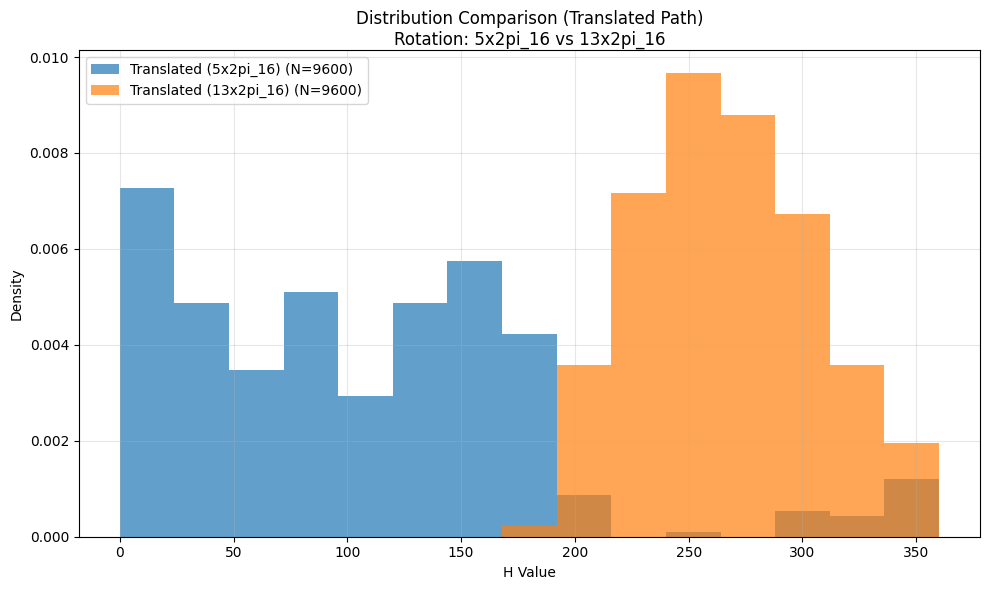 Distribution Comparison (Translated Path)
Rotation: 5x2pi_16 vs 13x2pi_16
Translated (5x2pi_16) (N=9600)
Translated (13x2pi_16) (N=9600)
Density
0.010
0.008
0.006
0.004
0.002
0.000
0
50
100
150
200
250
300
350
H Value